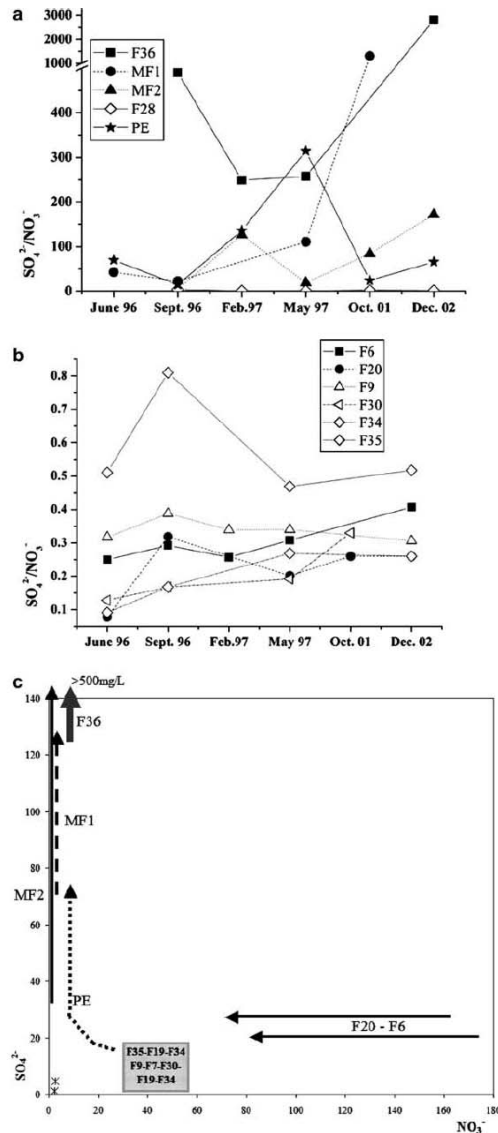 a
3000
2000
1000
400
300
200
100
0
SO₄²⁻/NO₃⁻
F36
MF1
MF2
F28
PE
June 96 Sept. 96 Feb.97 May 97 Oct. 01 Dec. 02
b
0.8
0.7
0.6
0.5
0.4
0.3
0.2
0.1
SO₄²⁻/NO₃⁻
F6
F20
F9
F30
F34
F35
June 96 Sept. 96 Feb.97 May 97 Oct. 01 Dec. 02
c
>500mg/L
140
120
100
80
60
40
20
0
SO₄²⁻
F36
MF1
MF2
PE
F20 - F6
F35-F19-F34
F9-F7-F30-
F19-F34
0 20 40 60 80 100 120 140 160 180
NO₃⁻